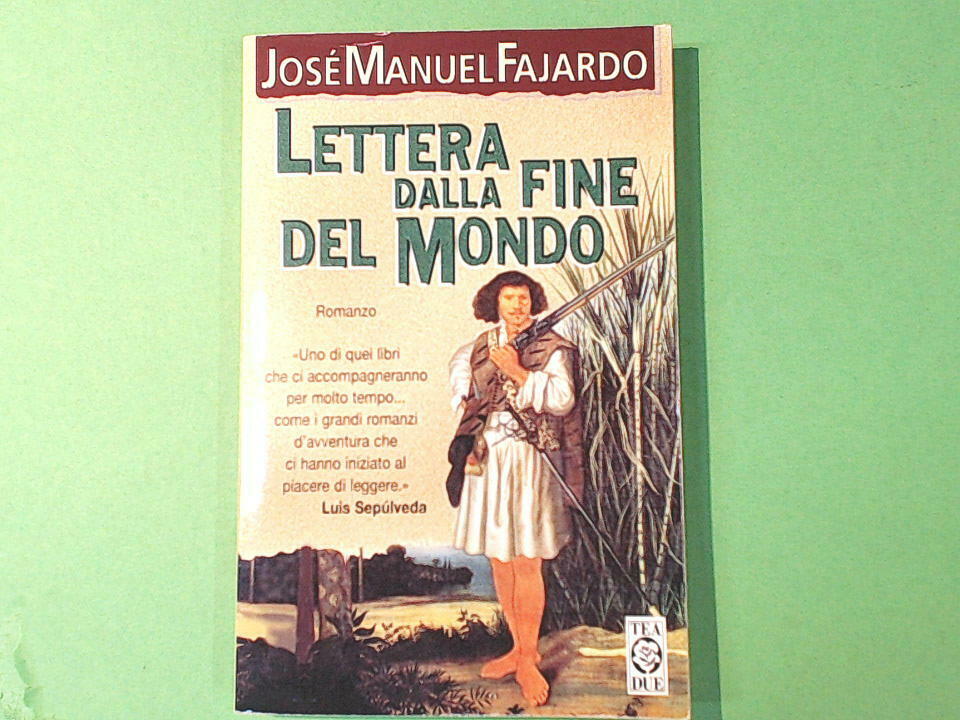 JOSÉ MANUEL FAJARDO
LETTERA
DALLA FINE
DEL MONDO
Romanzo
«Uno di quei libri
che ci accompagneranno
per molto tempo...
come i grandi romanzi
d'avventura che
ci hanno iniziato al
piacere di leggere.»
Luis Sepúlveda
TEA
DUE